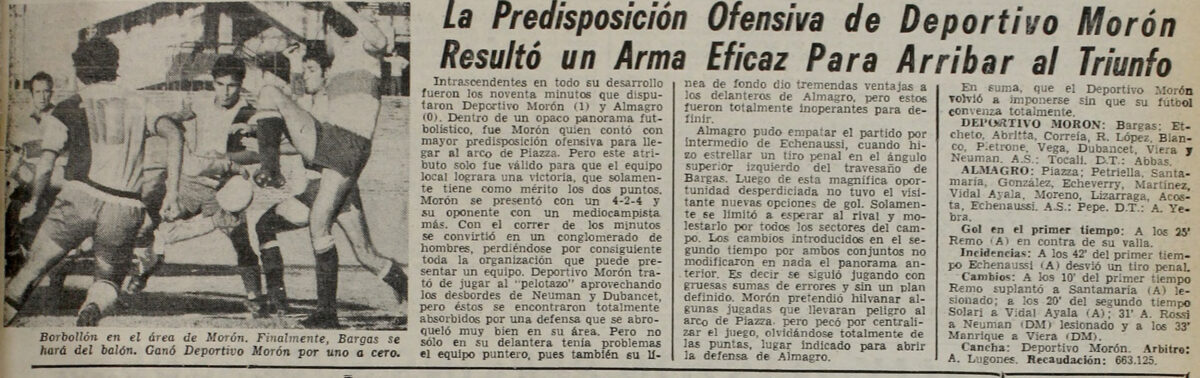 La Predisposición Ofensiva de Deportivo Morón
Resultó un Arma Eficaz Para Arribar al Triunfo
Borbollón en el área de Morón. Finalmente, Bargas se
hará del balón. Ganó Deportivo Morón por uno a cero.
Intrascendentes en todo su desarrollo
fueron los noventa minutos que dispu-
taron Deportivo Morón (1) y Almagro
(0). Dentro de un opaco panorama fut-
bolístico, fue Morón quien contó con
mayor predisposición ofensiva para lle-
gar al arco de Piazza. Pero este atri-
buto sólo fue válido para que el equipo
local lograra una victoria, que solamen-
te tiene como mérito los dos puntos.
Morón se presentó con un 4-2-4 y
su oponente con un mediocampista
más. Con el correr de los minutos
se convirtió en un conglomerado de
hombres, perdiéndose por consiguiente
toda la organización que puede pre-
sentar un equipo. Deportivo Morón tra-
tó de jugar al "pelotazo" aprovechando
los desbordes de Neuman y Dubancet,
pero éstos se encontraron totalmente
absorbidos por una defensa que se abro-
queló muy bien en su área. Pero no
sólo en su delantera tenía problemas
el equipo puntero, pues también su lí-
nea de fondo dio tremendas ventajas a
los delanteros de Almagro, pero estos
fueron totalmente inoperantes para de-
finir.
Almagro pudo empatar el partido por
intermedio de Echenaussi, cuando hi-
zo estrellar un tiro penal en el ángulo
superior izquierdo del travesaño de
Bargas. Luego de esta magnífica opor-
tunidad desperdiciada no tuvo el visi-
tante nuevas opciones de gol. Solamen-
te se limitó a esperar al rival y mo-
lestarlo por todos los sectores del cam-
po. Los cambios introducidos en el se-
gundo tiempo por ambos conjuntos no
modificaron en nada el panorama an-
terior. Es decir se siguió jugando con
gruesas sumas de errores y sin un plan
definido. Morón pretendió hilvanar al-
gunas jugadas que llevaran peligro al
arco de Piazza, pero pecó por centrali-
zar el juego, olvidándose totalmente de
las puntas, lugar indicado para abrir
la defensa de Almagro.
En suma, que el Deportivo Morón
volvió a imponerse sin que su fútbol
convenza totalmente.
DEPORTIVO MORON: Bargas; Et-
checto, Abritta, Correía, R. López, Blan-
co, Pietrone, Vega, Dubancet, Viera y
Neuman. A.S.: Tocalí. D.T.: Abbas.
ALMAGRO: Piazza; Petriella, Santa-
maría, González, Echeverry, Martínez,
Vidal Ayala, Moreno, Lizarraga, Acos-
ta, Echenaussi. A.S.: Pepe. D.T.: A. Ye-
bra.
Gol en el primer tiempo: A los 25'
Remo (A) en contra de su valla.
Incidencias: A los 42' del primer tiem-
po Echenaussi (A) desvió un tiro penal.
Cambios: A los 10' del primer tiempo
Remo suplantó a Santamaría (A) le-
sionado; a los 20' del segundo tiempo
Solari a Vidal Ayala (A); 31' A. Rossi
a Neuman (DM) lesionado y a los 33'
Manrique a Viera (DM).
Cancha: Deportivo Morón. Arbitro:
A. Lugones. Recaudación: 663.125.